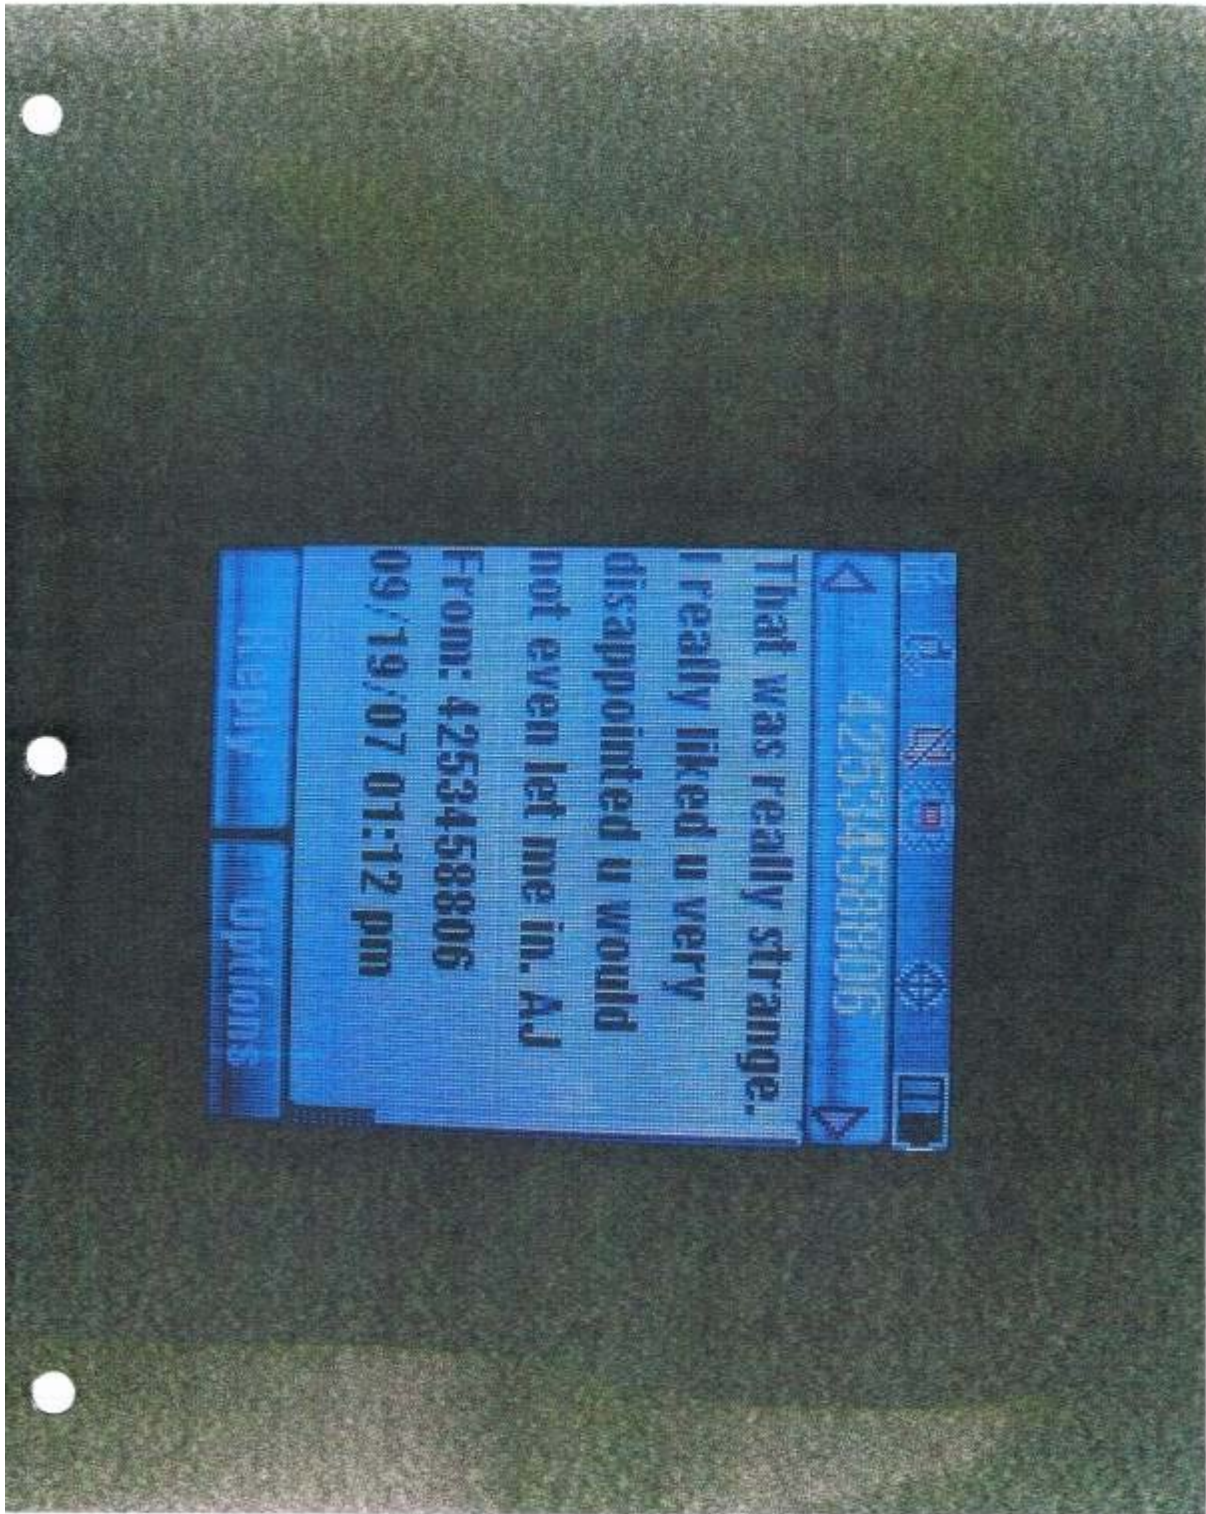 4253458806
That was really strange.
I really liked u very
disappointed u would
not even let me in. AJ
From: 4253458806
09/19/07 01:12 pm
Reply
Options